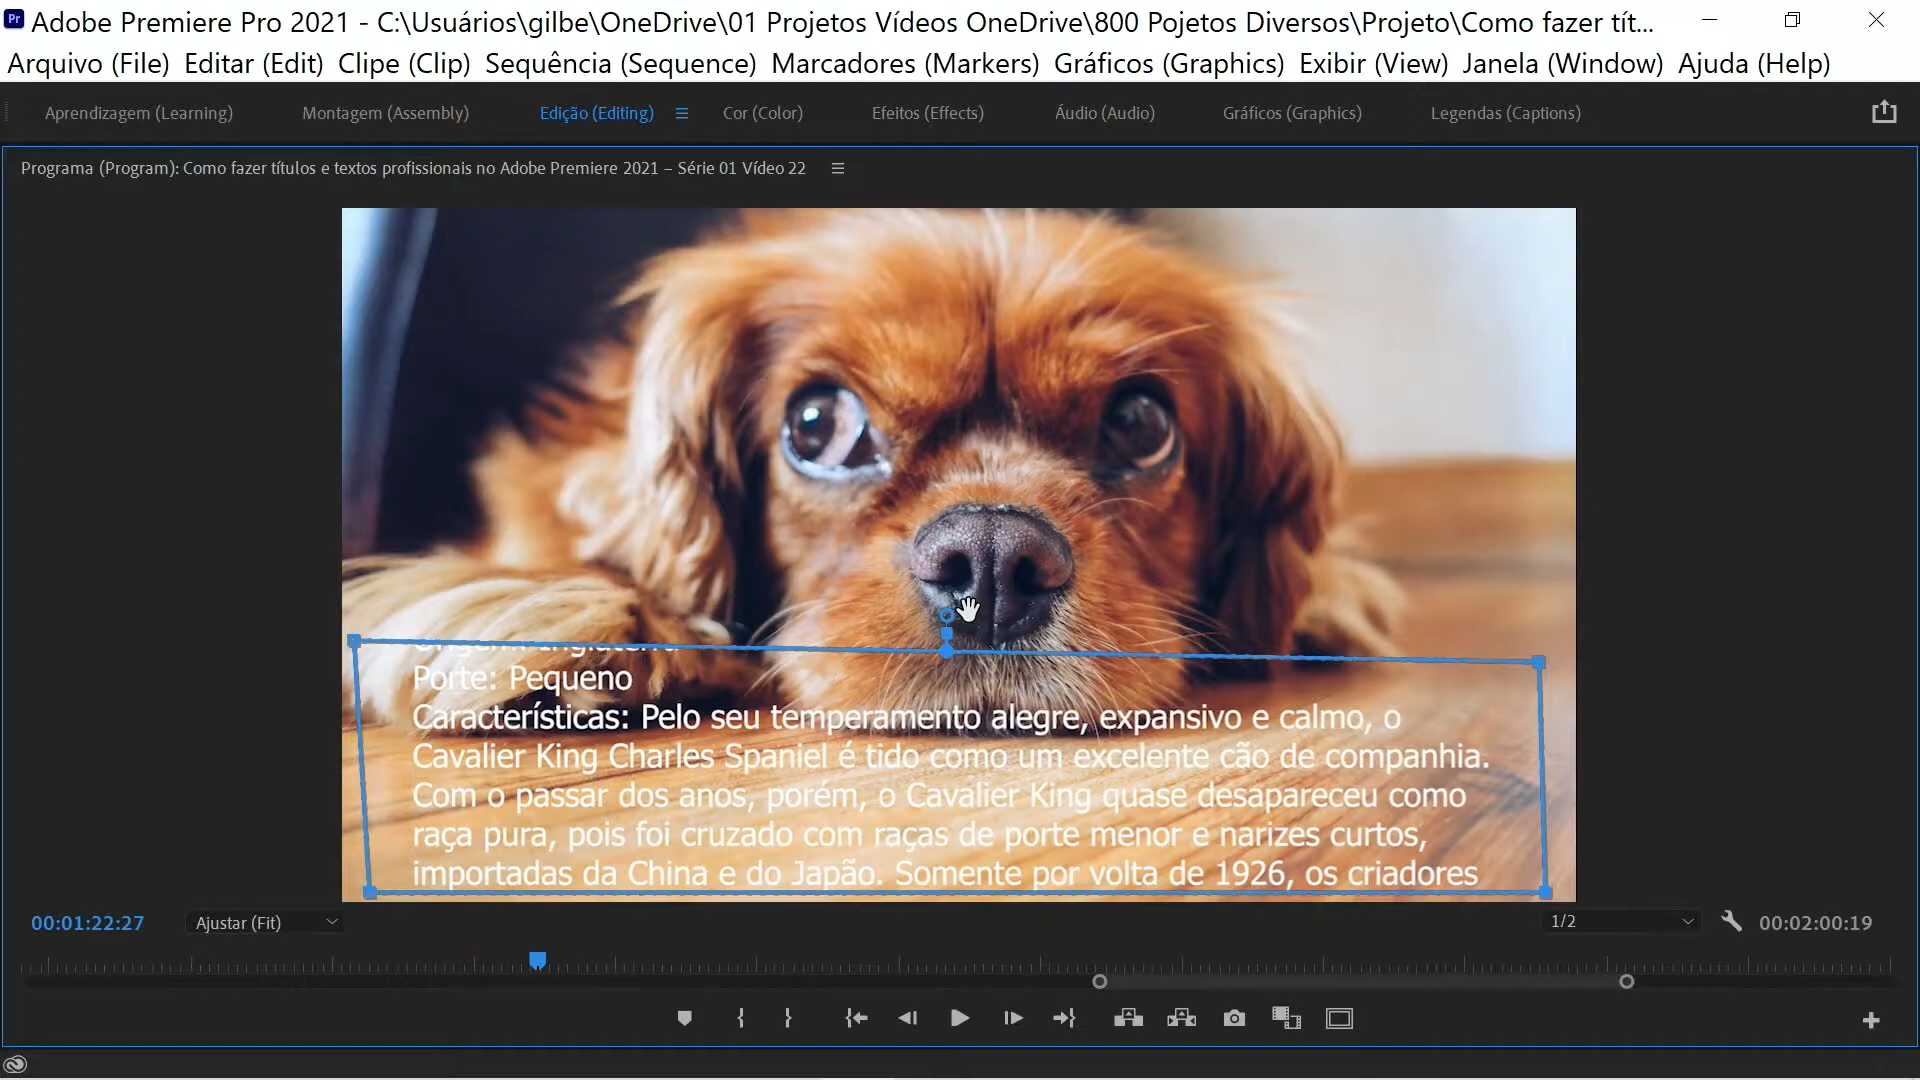 Adobe Premiere Pro 2021 - C:\Usuários\gilbe\OneDrive\01 Projetos Vídeos OneDrive\800 Pojetos Diversos\Projeto\Como fazer tít...
Arquivo (File) Editar (Edit) Clipe (Clip) Sequência (Sequence) Marcadores (Markers) Gráficos (Graphics) Exibir (View) Janela (Window) Ajuda (Help)
Aprendizagem (Learning) Montagem (Assembly) Edição (Editing) Cor (Color) Efeitos (Effects) Áudio (Audio) Gráficos (Graphics) Legendas (Captions)
Programa (Program): Como fazer títulos e textos profissionais no Adobe Premiere 2021 – Série 01 Vídeo 22
Origem: Inglaterra
Porte: Pequeno
Características: Pelo seu temperamento alegre, expansivo e calmo, o
Cavalier King Charles Spaniel é tido como um excelente cão de companhia.
Com o passar dos anos, porém, o Cavalier King quase desapareceu como
raça pura, pois foi cruzado com raças de porte menor e narizes curtos,
importadas da China e do Japão. Somente por volta de 1926, os criadores
00:01:22:27 Ajustar (Fit) 1/2 00:02:00:19